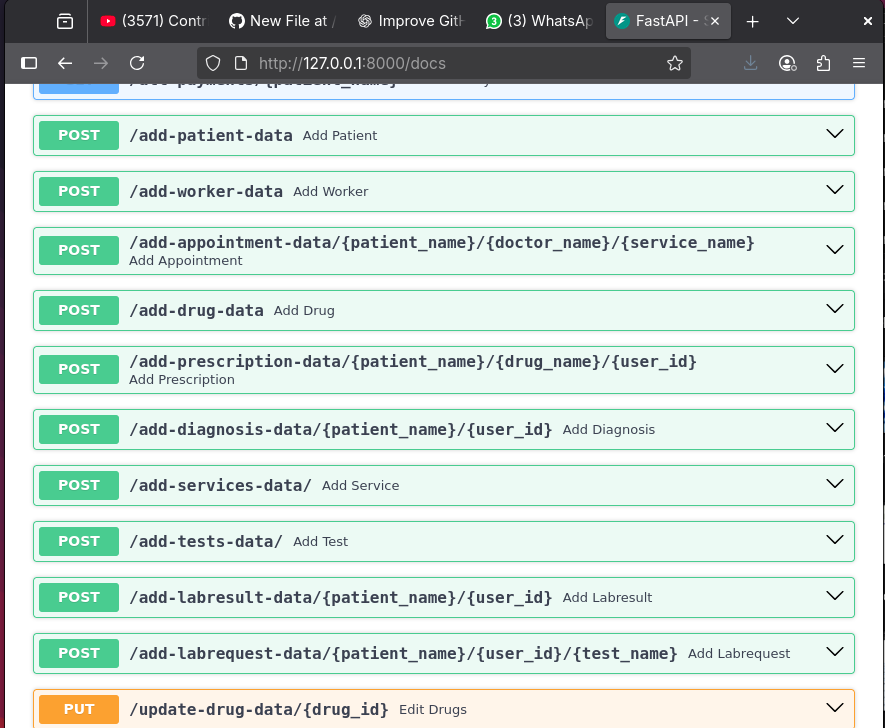 (3571) Contr
New File at /
Improve GitH
3 (3) WhatsAp
FastAPI - S
http://127.0.0.1:8000/docs
POST /add-patient-data Add Patient
POST /add-worker-data Add Worker
POST /add-appointment-data/{patient_name}/{doctor_name}/{service_name}
Add Appointment
POST /add-drug-data Add Drug
POST /add-prescription-data/{patient_name}/{drug_name}/{user_id}
Add Prescription
POST /add-diagnosis-data/{patient_name}/{user_id} Add Diagnosis
POST /add-services-data/ Add Service
POST /add-tests-data/ Add Test
POST /add-labresult-data/{patient_name}/{user_id} Add Labresult
POST /add-labrequest-data/{patient_name}/{user_id}/{test_name} Add Labrequest
PUT /update-drug-data/{drug_id} Edit Drugs